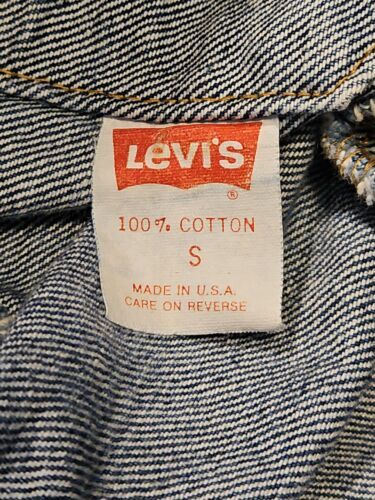 LEVI'S
®
100% COTTON
S
MADE IN U.S.A.
CARE ON REVERSE